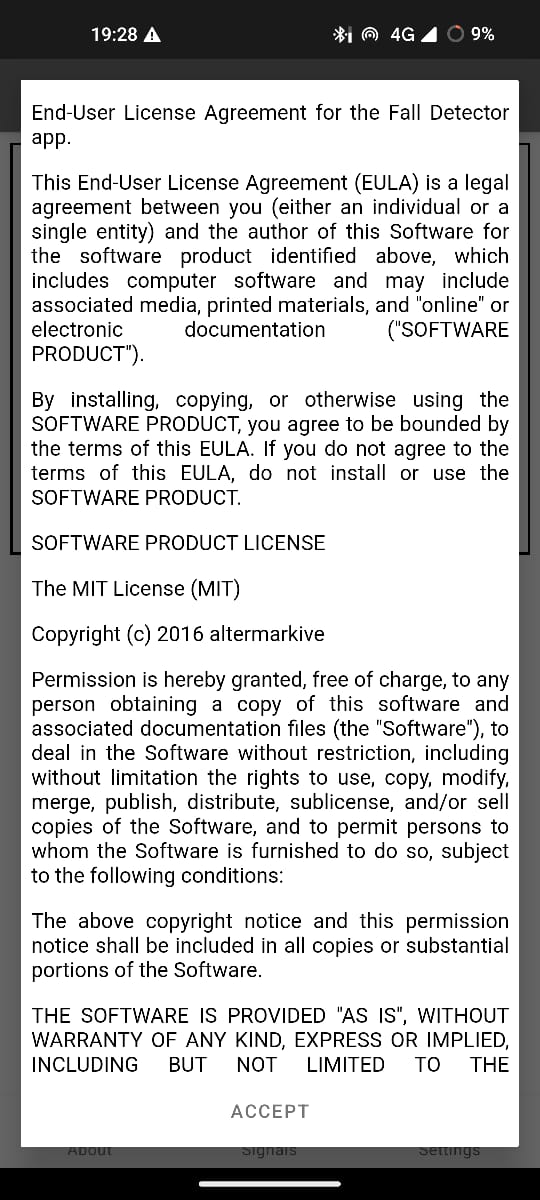 19:28
4G
9%
End-User License Agreement for the Fall Detector
app.
This End-User License Agreement (EULA) is a legal
agreement between you (either an individual or a
single entity) and the author of this Software for
the software product identified above, which
includes computer software and may include
associated media, printed materials, and "online" or
electronic documentation ("SOFTWARE
PRODUCT").
By installing, copying, or otherwise using the
SOFTWARE PRODUCT, you agree to be bounded by
the terms of this EULA. If you do not agree to the
terms of this EULA, do not install or use the
SOFTWARE PRODUCT.
SOFTWARE PRODUCT LICENSE
The MIT License (MIT)
Copyright (c) 2016 altermarkive
Permission is hereby granted, free of charge, to any
person obtaining a copy of this software and
associated documentation files (the "Software"), to
deal in the Software without restriction, including
without limitation the rights to use, copy, modify,
merge, publish, distribute, sublicense, and/or sell
copies of the Software, and to permit persons to
whom the Software is furnished to do so, subject
to the following conditions:
The above copyright notice and this permission
notice shall be included in all copies or substantial
portions of the Software.
THE SOFTWARE IS PROVIDED "AS IS", WITHOUT
WARRANTY OF ANY KIND, EXPRESS OR IMPLIED,
INCLUDING BUT NOT LIMITED TO THE
ACCEPT
About Signals Settings